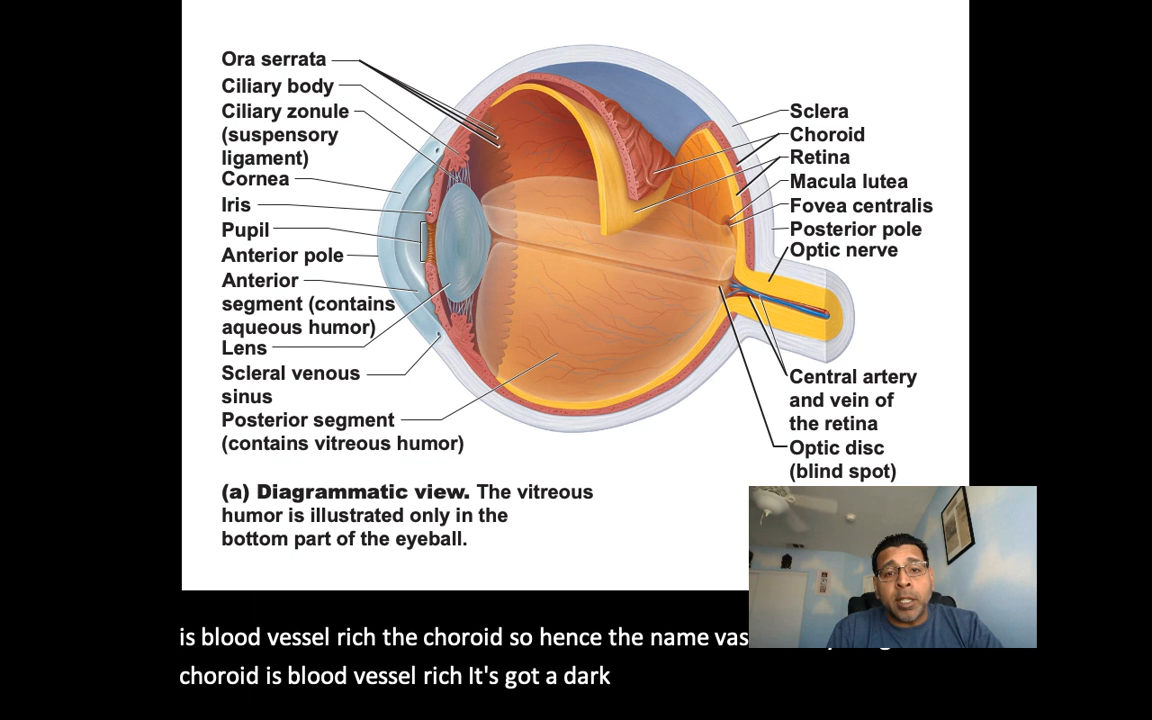 Ora serrata
Ciliary body
Ciliary zonule
(suspensory
ligament)
Cornea
Iris
Pupil
Anterior pole
Anterior
segment (contains
aqueous humor)
Lens
Scleral venous
sinus
Posterior segment
(contains vitreous humor)
Sclera
Choroid
Retina
Macula lutea
Fovea centralis
Posterior pole
Optic nerve
Central artery
and vein of
the retina
Optic disc
(blind spot)
(a) Diagrammatic view. The vitreous
humor is illustrated only in the
bottom part of the eyeball.
is blood vessel rich the choroid so hence the name
choroid is blood vessel rich It's got a dark